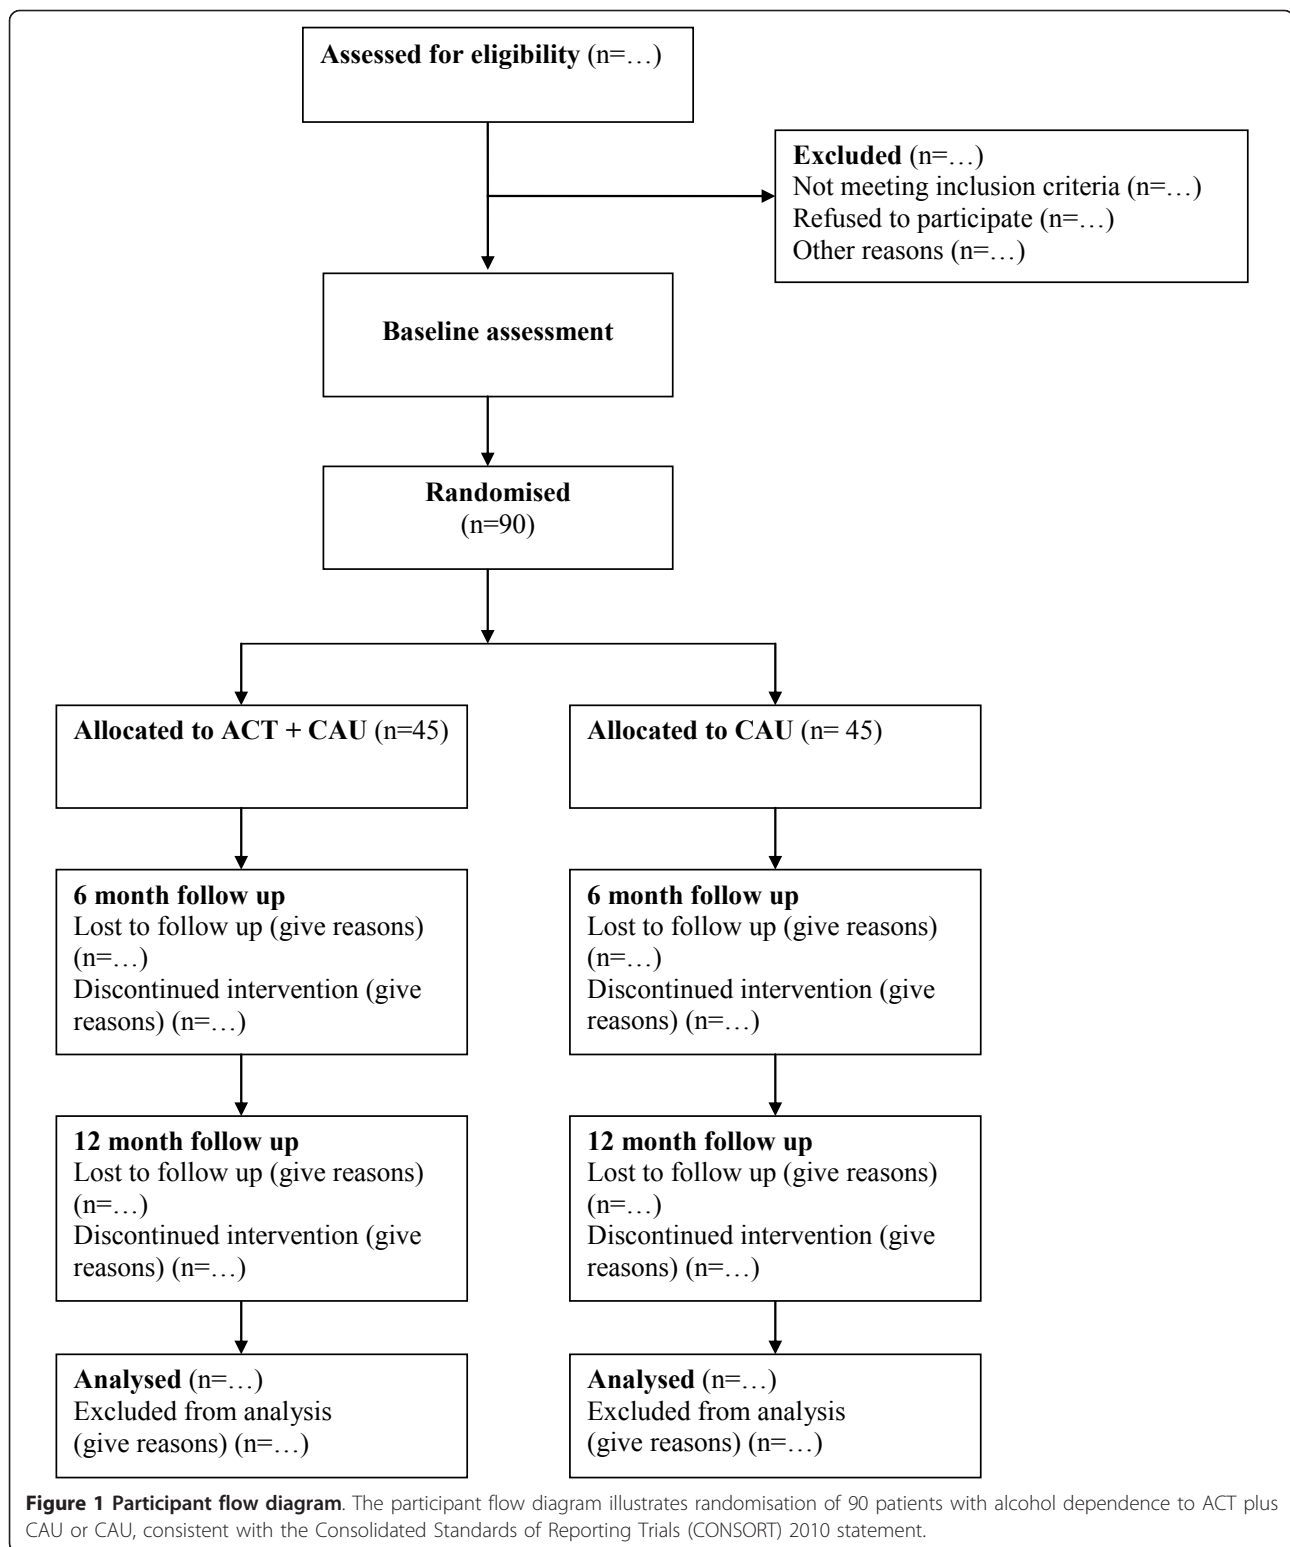 Assessed for eligibility (n=…)
Excluded (n=…)
Not meeting inclusion criteria (n=…)
Refused to participate (n=…)
Other reasons (n=…)
Baseline assessment
Randomised
(n=90)
Allocated to ACT + CAU (n=45)
Allocated to CAU (n= 45)
6 month follow up
Lost to follow up (give reasons)
(n=…)
Discontinued intervention (give
reasons) (n=…)
6 month follow up
Lost to follow up (give reasons)
(n=…)
Discontinued intervention (give
reasons) (n=…)
12 month follow up
Lost to follow up (give reasons)
(n=…)
Discontinued intervention (give
reasons) (n=…)
12 month follow up
Lost to follow up (give reasons)
(n=…)
Discontinued intervention (give
reasons) (n=…)
Analysed (n=…)
Excluded from analysis
(give reasons) (n=…)
Analysed (n=…)
Excluded from analysis
(give reasons) (n=…)
Figure 1 Participant flow diagram. The participant flow diagram illustrates randomisation of 90 patients with alcohol dependence to ACT plus
CAU or CAU, consistent with the Consolidated Standards of Reporting Trials (CONSORT) 2010 statement.